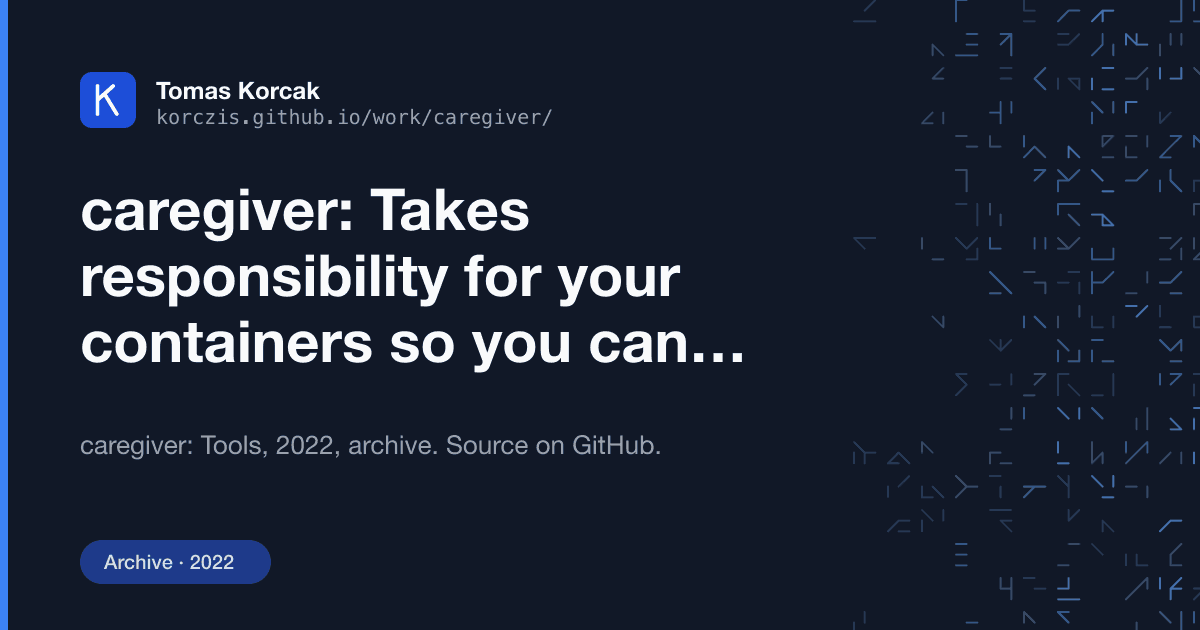 K
Tomas Korcak
korczis.github.io/work/caregiver/
caregiver: Takes
responsibility for your
containers so you can…
caregiver: Tools, 2022, archive. Source on GitHub.
Archive · 2022